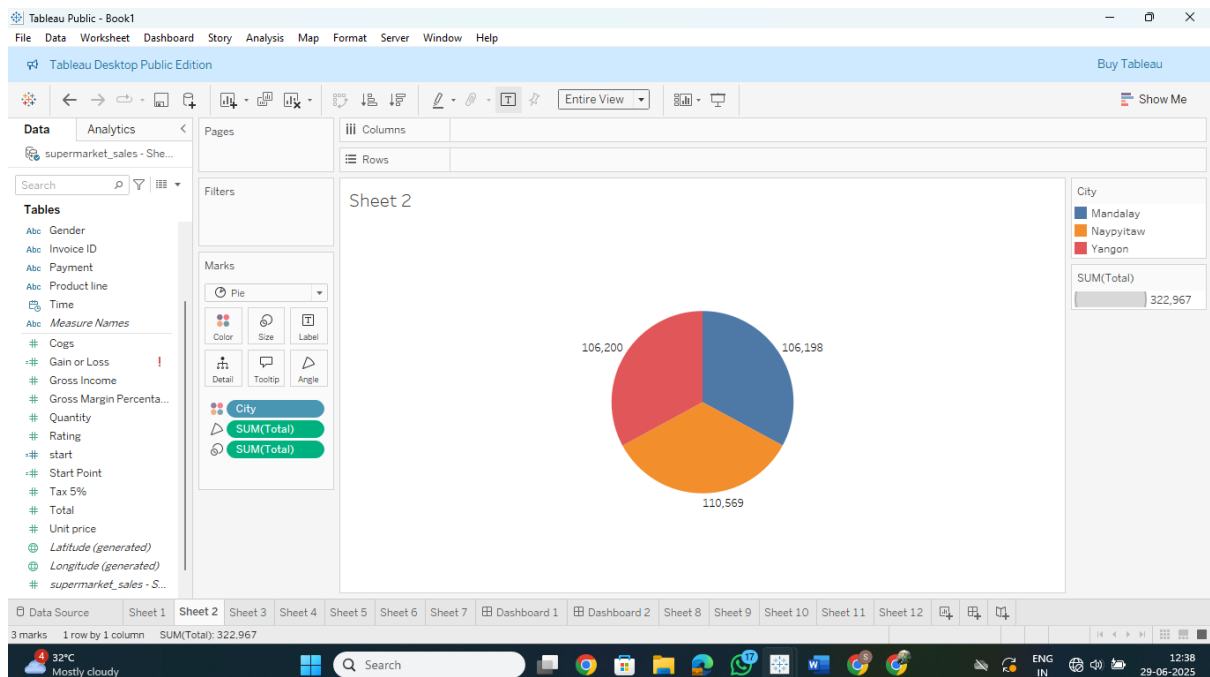 Tableau Public - Book1
File Data Worksheet Dashboard Story Analysis Map Format Server Window Help
Tableau Desktop Public Edition
Buy Tableau
Entire View
Show Me
Data Analytics
supermarket_sales - She...
Search
Tables
Abc Gender
Abc Invoice ID
Abc Payment
Abc Product line
Time
Abc Measure Names
# Cogs
=# Gain or Loss !
# Gross Income
# Gross Margin Percenta...
# Quantity
# Rating
=# start
=# Start Point
# Tax 5%
# Total
# Unit price
Latitude (generated)
Longitude (generated)
# supermarket_sales - S...
Pages
Filters
Marks
Pie
Color Size Label
Detail Tooltip Angle
City
SUM(Total)
SUM(Total)
Columns
Rows
Sheet 2
106,200
106,198
110,569
City
Mandalay
Naypyitaw
Yangon
SUM(Total)
322,967
Data Source Sheet 1 Sheet 2 Sheet 3 Sheet 4 Sheet 5 Sheet 6 Sheet 7 Dashboard 1 Dashboard 2 Sheet 8 Sheet 9 Sheet 10 Sheet 11 Sheet 12
3 marks 1 row by 1 column SUM(Total): 322,967
4
32°C
Mostly cloudy
Search
17
S
ENG
IN
12:38
29-06-2025